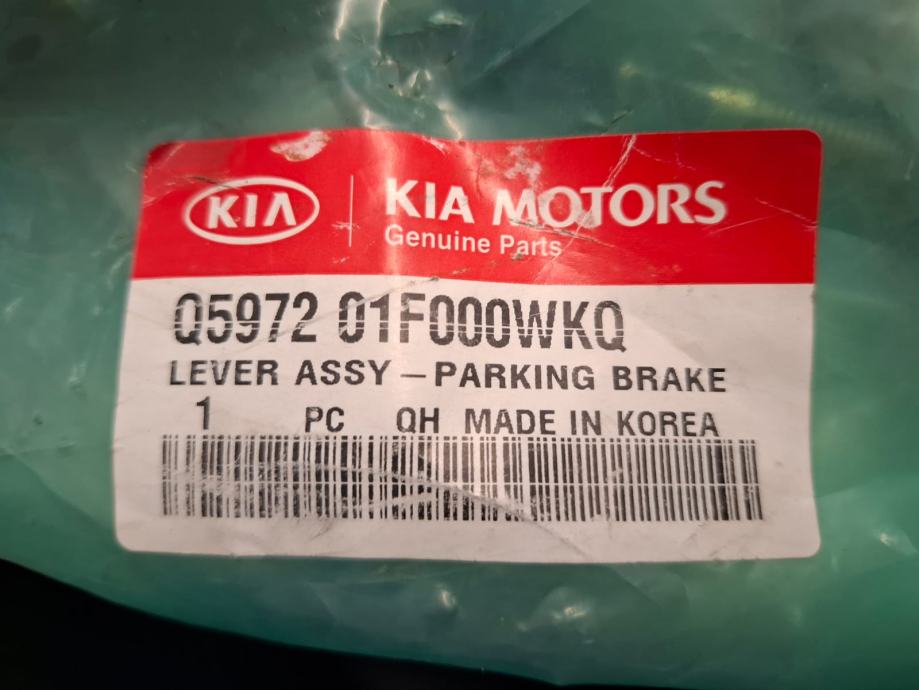 KIA
KIA MOTORS
Genuine Parts
Q5972 01F000WKQ
LEVER ASSY – PARKING BRAKE
1 PC QH MADE IN KOREA